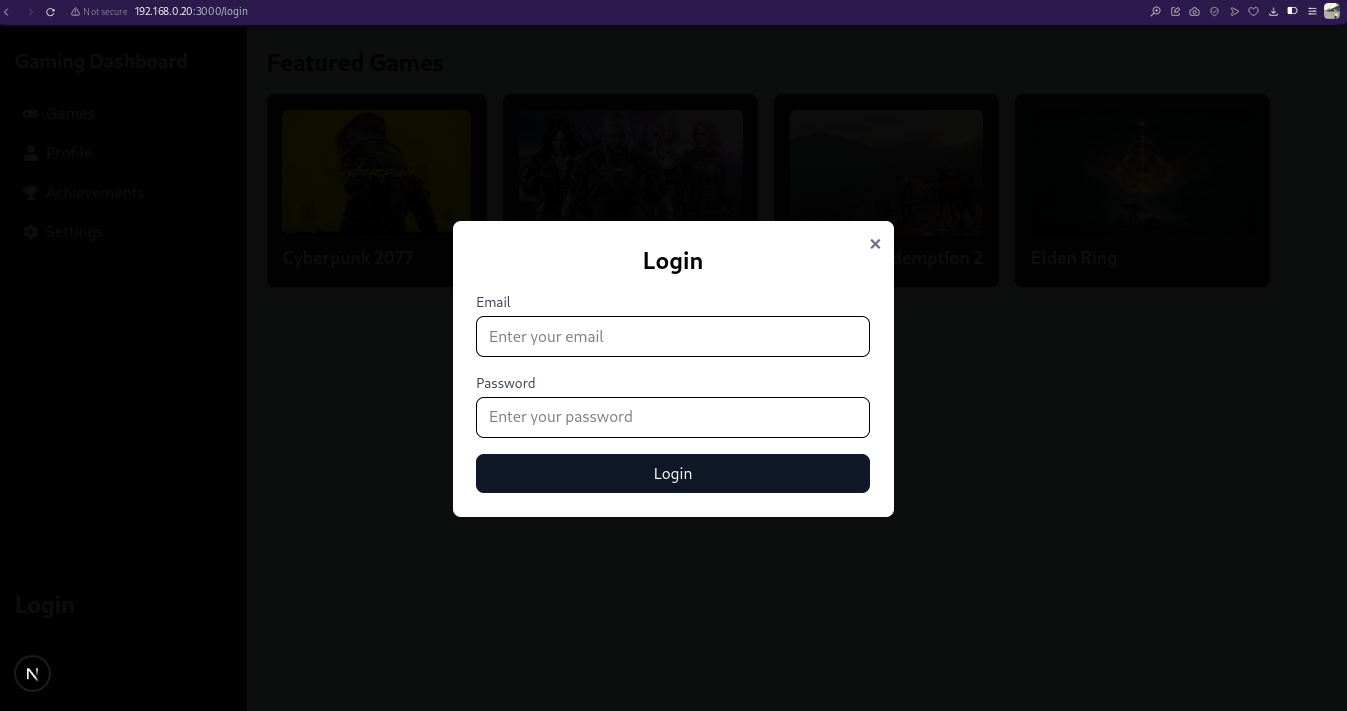 Not secure 192.168.0.20:3000/login
Gaming Dashboard
Games
Profile
Achievements
Settings
Login
N
Featured Games
Cyberpunk 2077
demption 2
Elden Ring
Login
Email
Enter your email
Password
Enter your password
Login